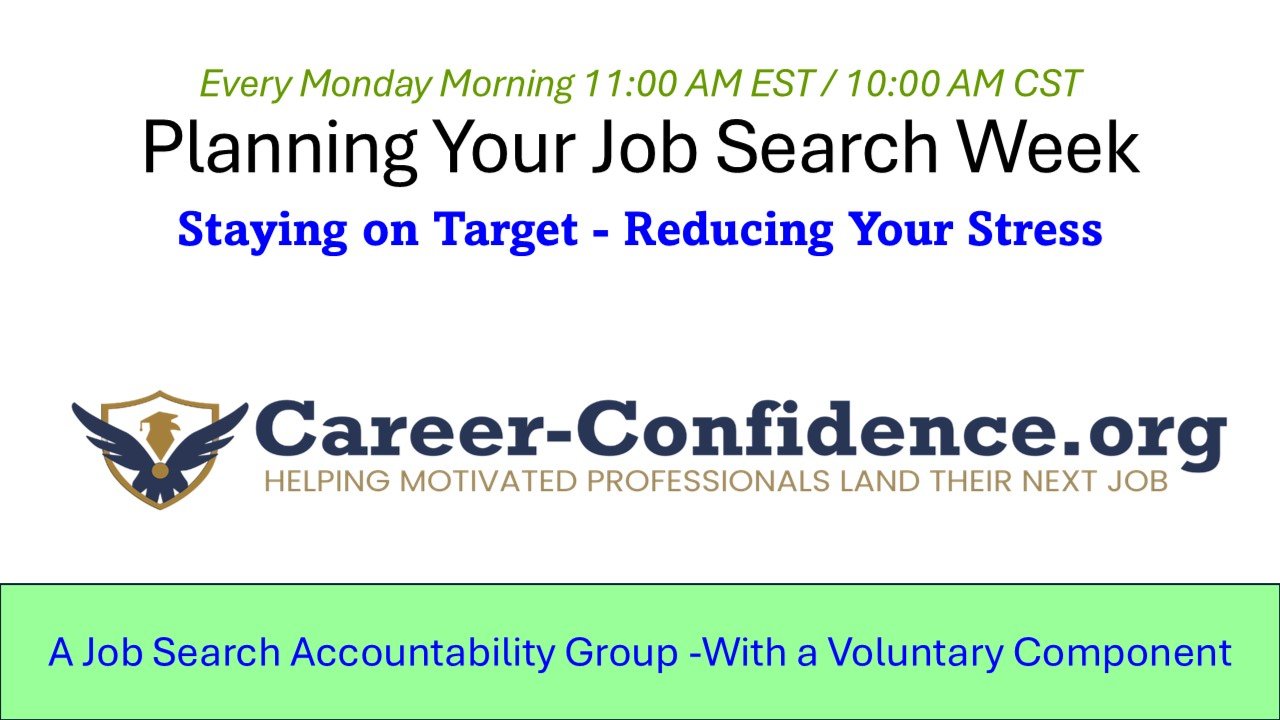 Every Monday Morning 11:00 AM EST / 10:00 AM CST
Planning Your Job Search Week
Staying on Target - Reducing Your Stress
Career-Confidence.org
HELPING MOTIVATED PROFESSIONALS LAND THEIR NEXT JOB
A Job Search Accountability Group -With a Voluntary Component